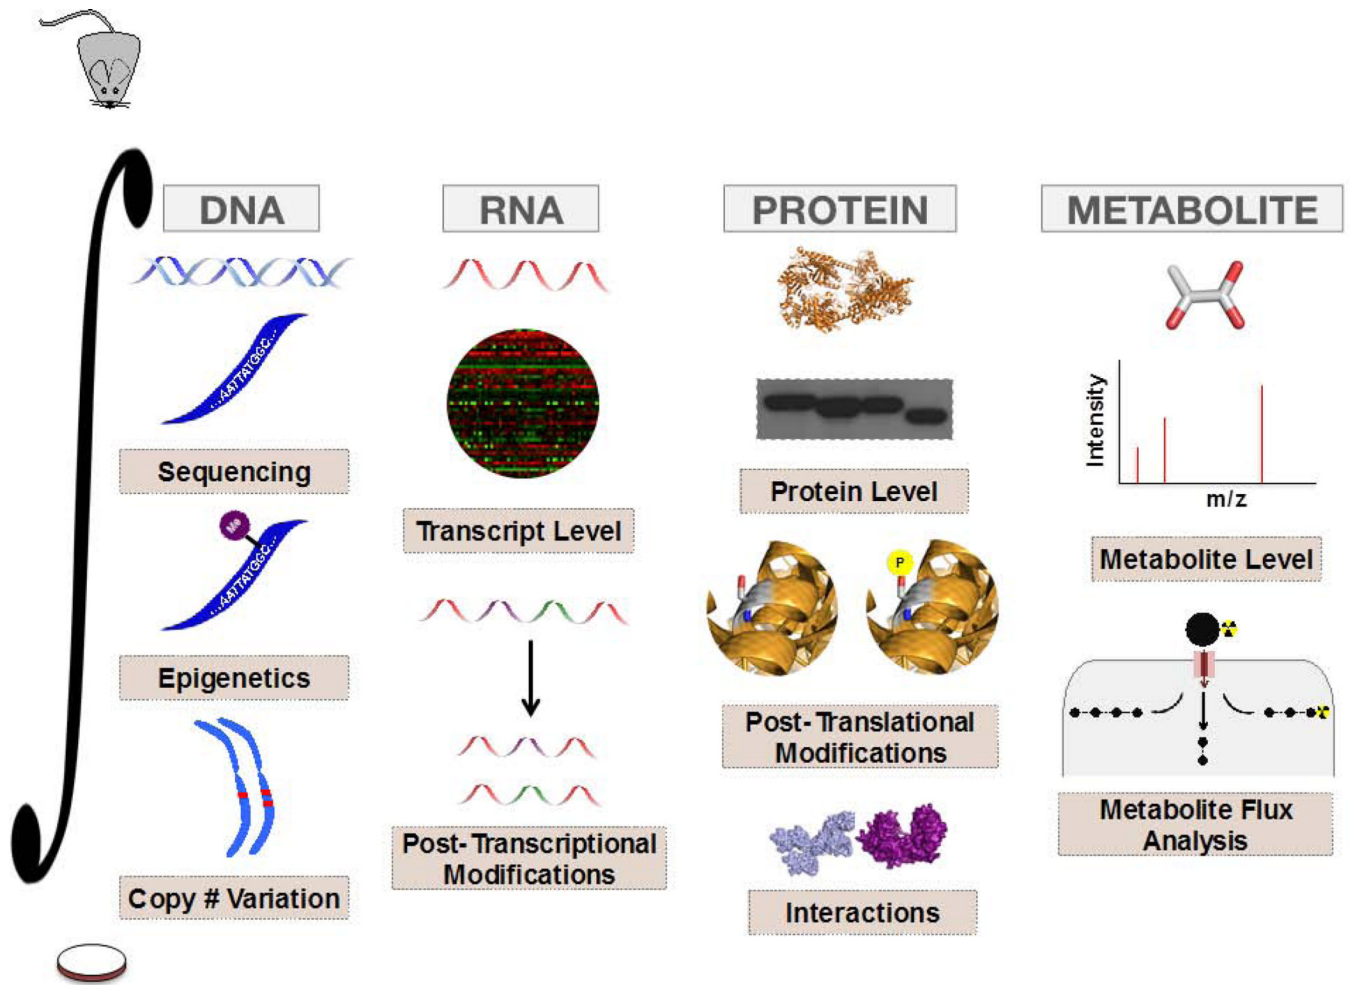 DNA
RNA
PROTEIN
METABOLITE
...AATTATGGC...
Sequencing
Me
...AATTATGGC...
Epigenetics
Copy # Variation
Transcript Level
Post-Transcriptional
Modifications
Protein Level
P
Post-Translational
Modifications
Interactions
Intensity
m/z
Metabolite Level
Metabolite Flux
Analysis